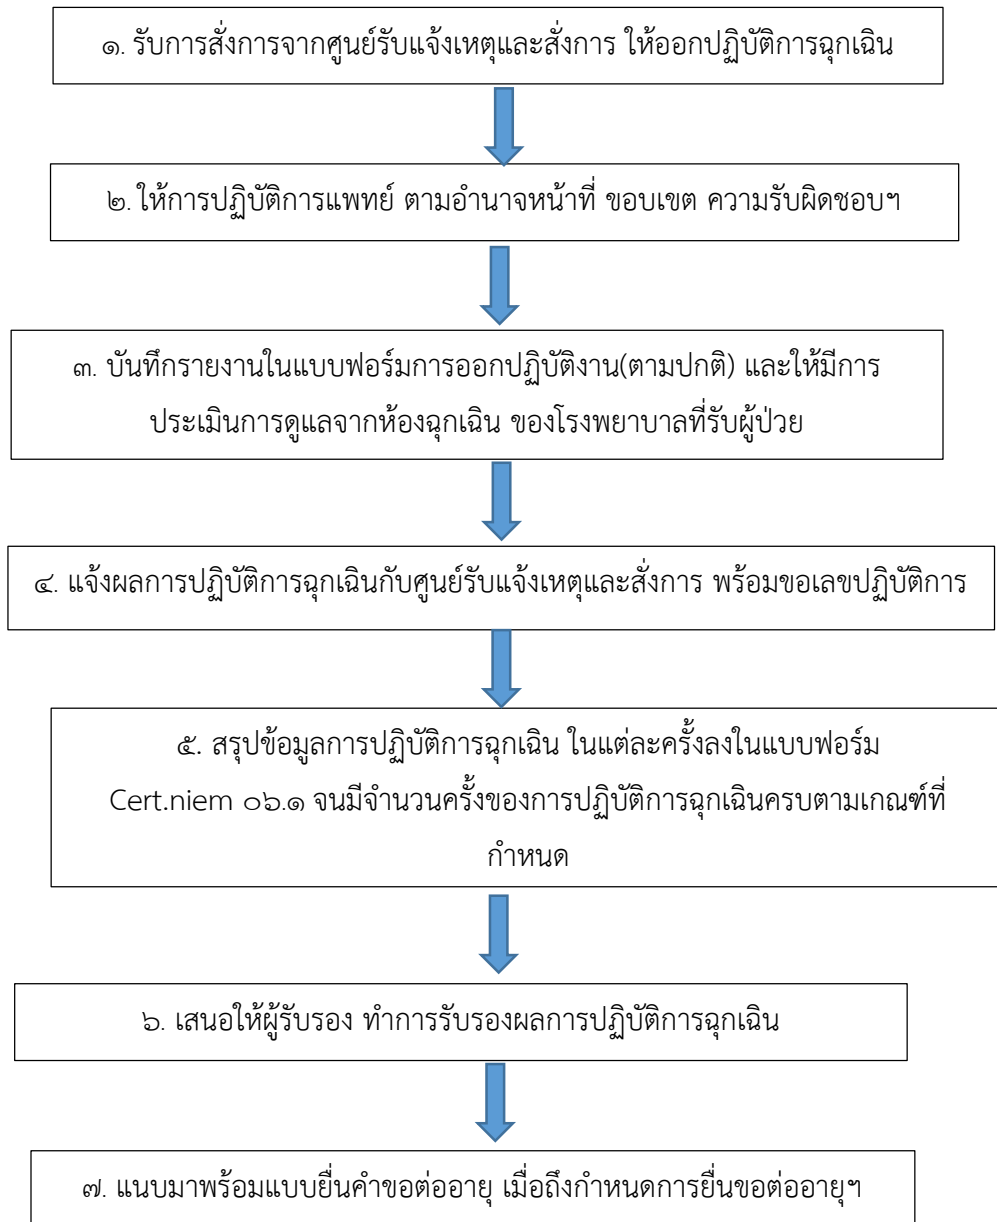 ๑. รับการสั่งการจากศูนย์รับแจ้งเหตุและสั่งการ ให้ออกปฏิบัติการฉุกเฉิน
๒. ให้การปฏิบัติการแพทย์ ตามอำนาจหน้าที่ ขอบเขต ความรับผิดชอบฯ
๓. บันทึกรายงานในแบบฟอร์มการออกปฏิบัติงาน(ตามปกติ) และให้มีการ
ประเมินการดูแลจากห้องฉุกเฉิน ของโรงพยาบาลที่รับผู้ป่วย
๔. แจ้งผลการปฏิบัติการฉุกเฉินกับศูนย์รับแจ้งเหตุและสั่งการ พร้อมขอเลขปฏิบัติการ
๕. สรุปข้อมูลการปฏิบัติการฉุกเฉิน ในแต่ละครั้งลงในแบบฟอร์ม
Cert.niem ๐๖.๑ จนมีจำนวนครั้งของการปฏิบัติการฉุกเฉินครบตามเกณฑ์ที่
กำหนด
๖. เสนอให้ผู้รับรอง ทำการรับรองผลการปฏิบัติการฉุกเฉิน
๗. แนบมาพร้อมแบบยื่นคำขอต่ออายุ เมื่อถึงกำหนดการยื่นขอต่ออายุฯ